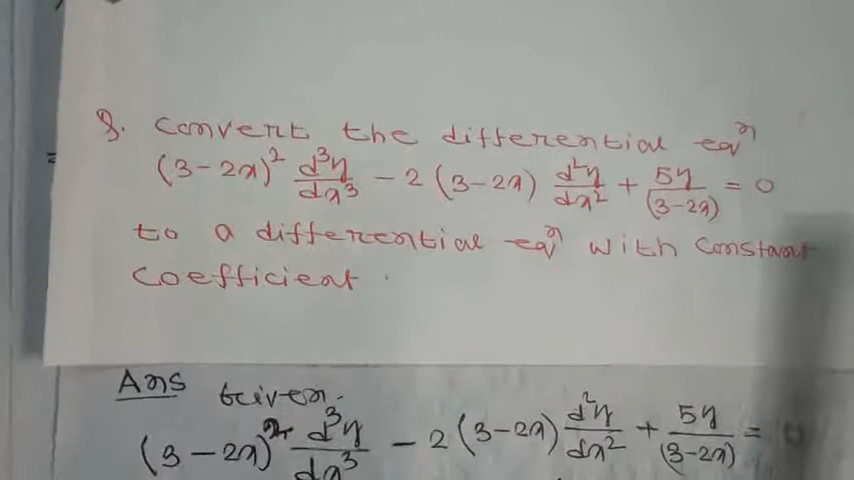 Q. Convert the differential eqⁿ
(3-2x)² d³y/dx³ - 2(3-2x) d²y/dx² + 5y/(3-2x) = 0
to a differential eqⁿ with constant
coefficient.
Ans Given.
(3-2x)² d³y/dx³ - 2(3-2x) d²y/dx² + 5y/(3-2x) = 0